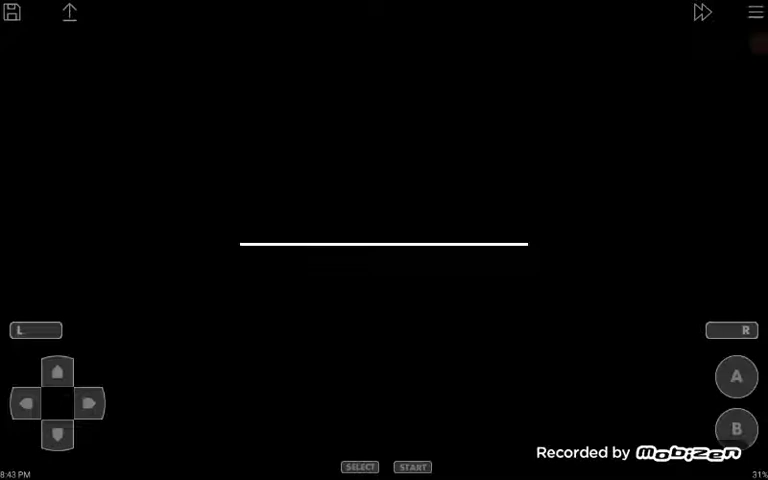 L
R
A
B
Recorded by Mobizen
SELECT
START
8:43 PM
31%